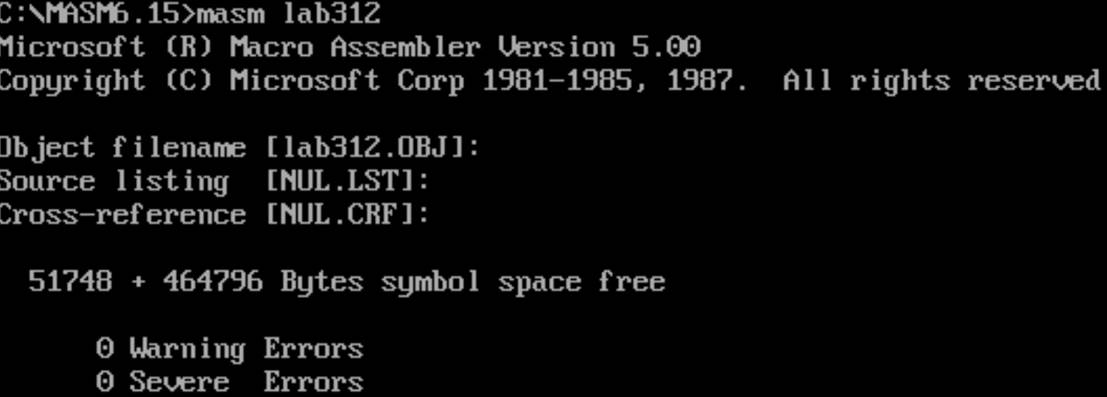 C:\MASM6.15>masm lab312
Microsoft (R) Macro Assembler Version 5.00
Copyright (C) Microsoft Corp 1981-1985, 1987.  All rights reserved
Object filename [lab312.OBJ]:
Source listing  [NUL.LST]:
Cross-reference [NUL.CRF]:
51748 + 464796 Bytes symbol space free
0 Warning Errors
0 Severe  Errors